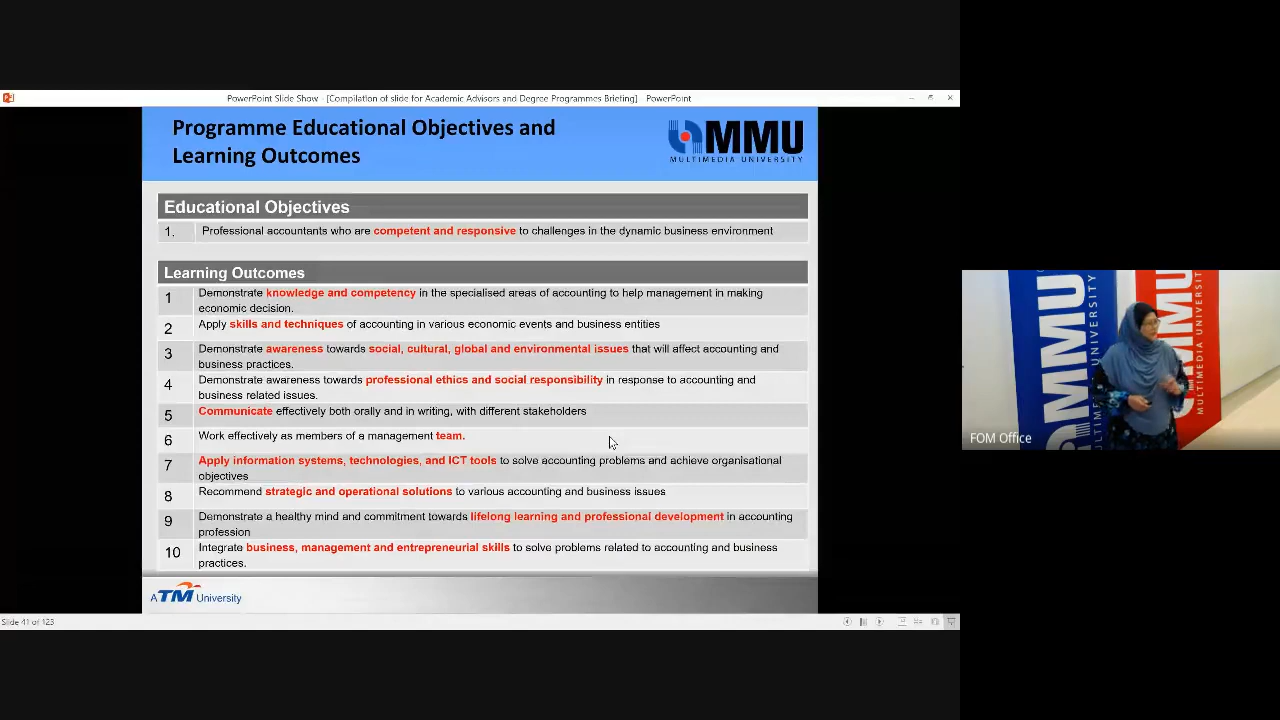 PowerPoint Slide Show - [Compilation of slide for Academic Advisors and Degree Programmes Briefing] - PowerPoint
Programme Educational Objectives and
Learning Outcomes
MMU
MULTIMEDIA UNIVERSITY
Educational Objectives
1. Professional accountants who are competent and responsive to challenges in the dynamic business environment
Learning Outcomes
1 Demonstrate knowledge and competency in the specialised areas of accounting to help management in making
economic decision.
2 Apply skills and techniques of accounting in various economic events and business entities
3 Demonstrate awareness towards social, cultural, global and environmental issues that will affect accounting and
business practices.
4 Demonstrate awareness towards professional ethics and social responsibility in response to accounting and
business related issues.
5 Communicate effectively both orally and in writing, with different stakeholders
6 Work effectively as members of a management team.
7 Apply information systems, technologies, and ICT tools to solve accounting problems and achieve organisational
objectives
8 Recommend strategic and operational solutions to various accounting and business issues
9 Demonstrate a healthy mind and commitment towards lifelong learning and professional development in accounting
profession
10 Integrate business, management and entrepreneurial skills to solve problems related to accounting and business
practices.
A TM University
Slide 41 of 123
MMU
MULTIMEDIA UNIVERSITY
MMU
MULTIMEDIA UNIVERSITY
FOM Office